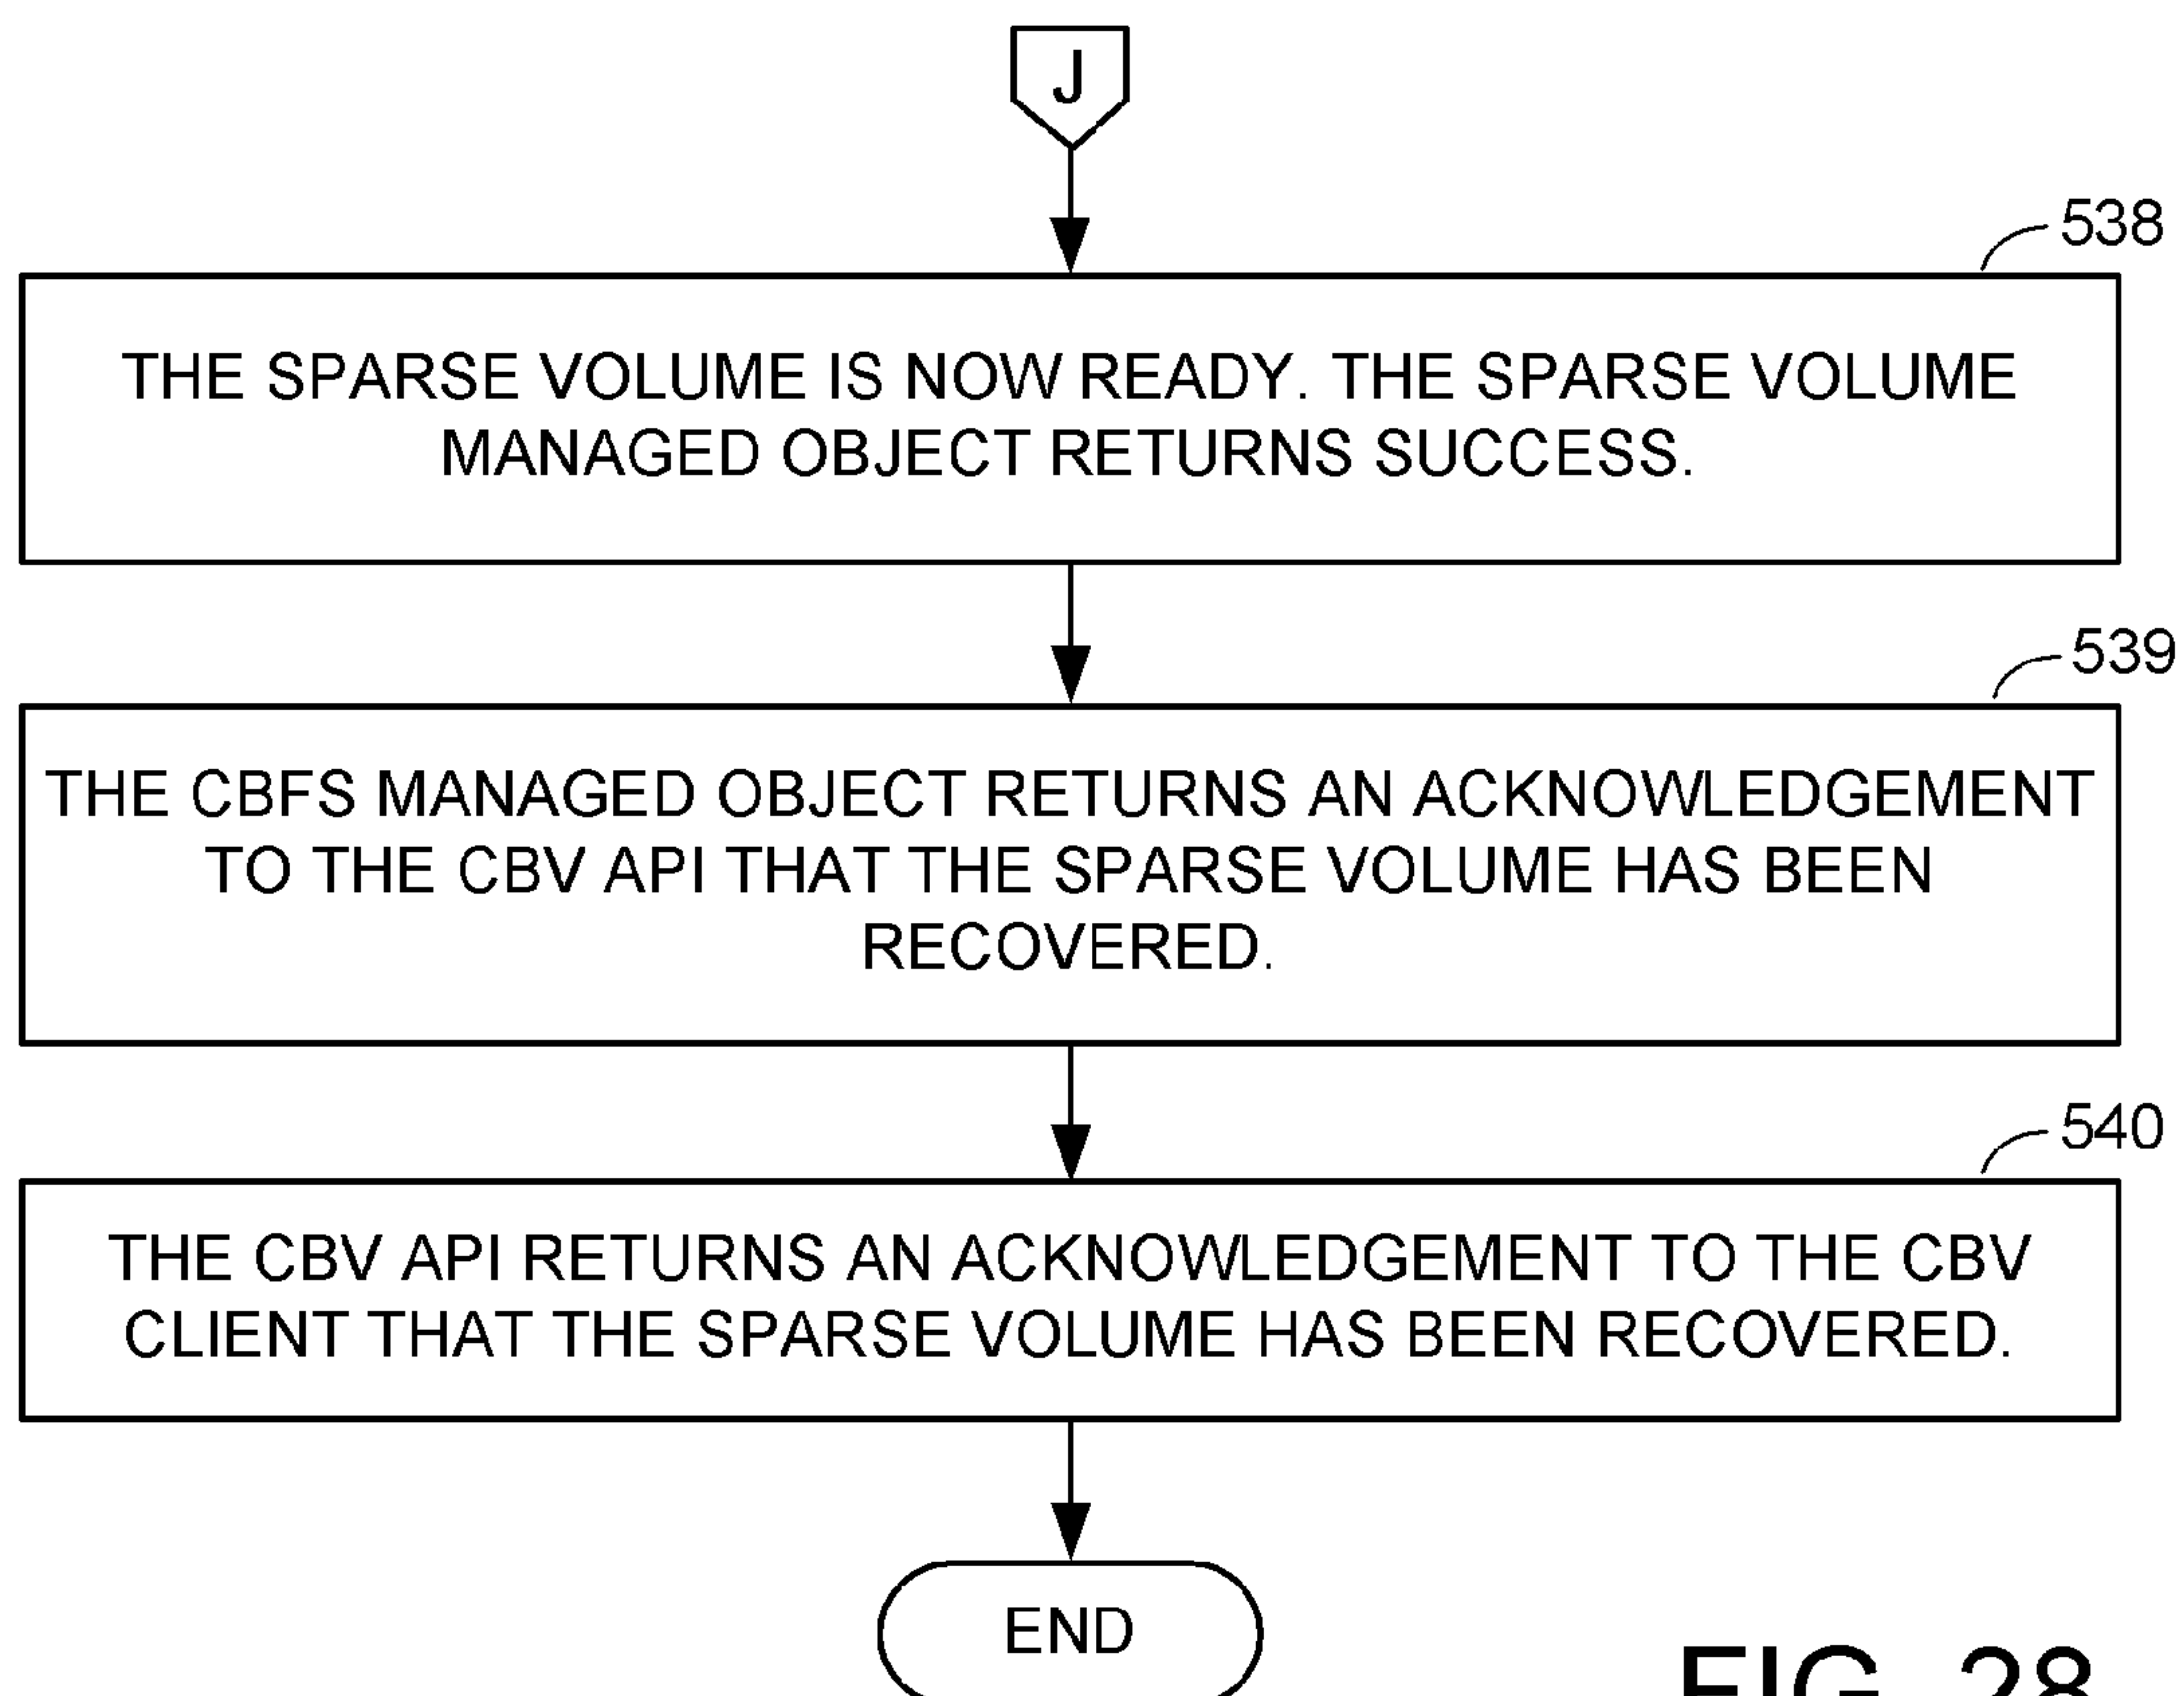 J
538
THE SPARSE VOLUME IS NOW READY. THE SPARSE VOLUME
MANAGED OBJECT RETURNS SUCCESS.
539
THE CBFS MANAGED OBJECT RETURNS AN ACKNOWLEDGEMENT
TO THE CBV API THAT THE SPARSE VOLUME HAS BEEN
RECOVERED.
540
THE CBV API RETURNS AN ACKNOWLEDGEMENT TO THE CBV
CLIENT THAT THE SPARSE VOLUME HAS BEEN RECOVERED.
END
FIG. 28